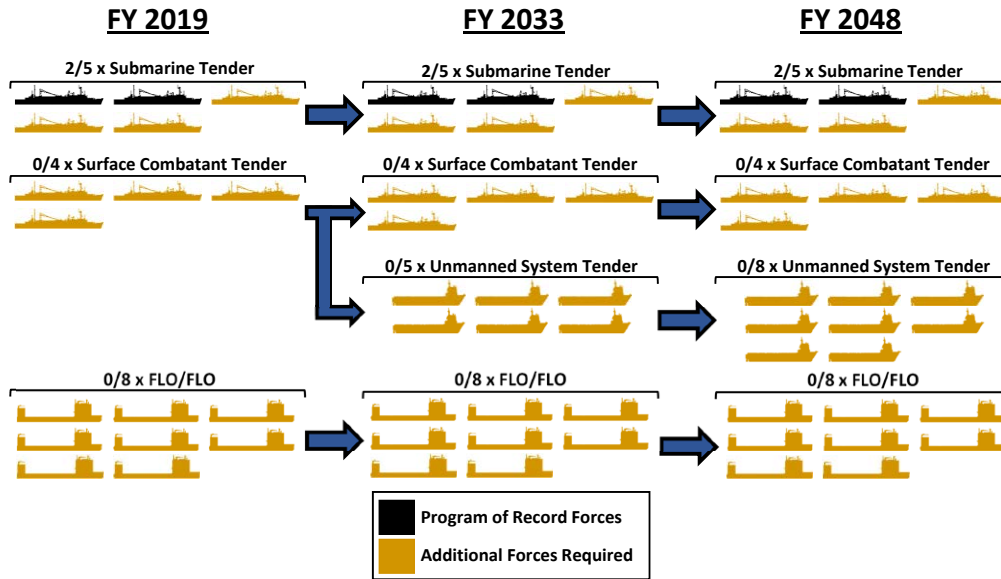 FY 2019
FY 2033
FY 2048
2/5 x Submarine Tender
2/5 x Submarine Tender
2/5 x Submarine Tender
0/4 x Surface Combatant Tender
0/4 x Surface Combatant Tender
0/4 x Surface Combatant Tender
0/5 x Unmanned System Tender
0/8 x Unmanned System Tender
0/8 x FLO/FLO
0/8 x FLO/FLO
0/8 x FLO/FLO
Program of Record Forces
Additional Forces Required